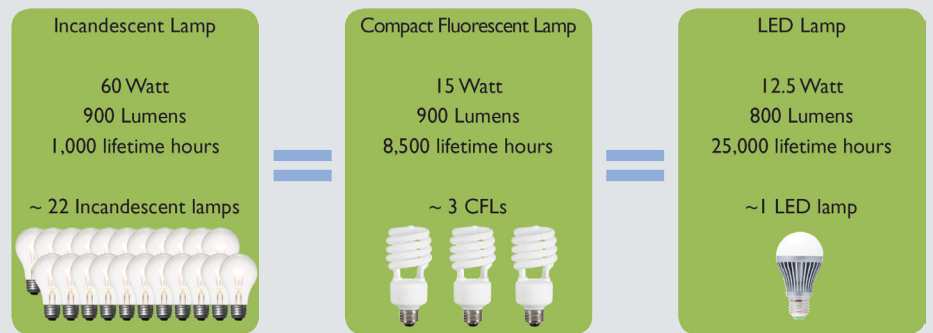 Incandescent Lamp
60 Watt
900 Lumens
1,000 lifetime hours
~ 22 Incandescent lamps
Compact Fluorescent Lamp
15 Watt
900 Lumens
8,500 lifetime hours
~ 3 CFLs
LED Lamp
12.5 Watt
800 Lumens
25,000 lifetime hours
~1 LED lamp